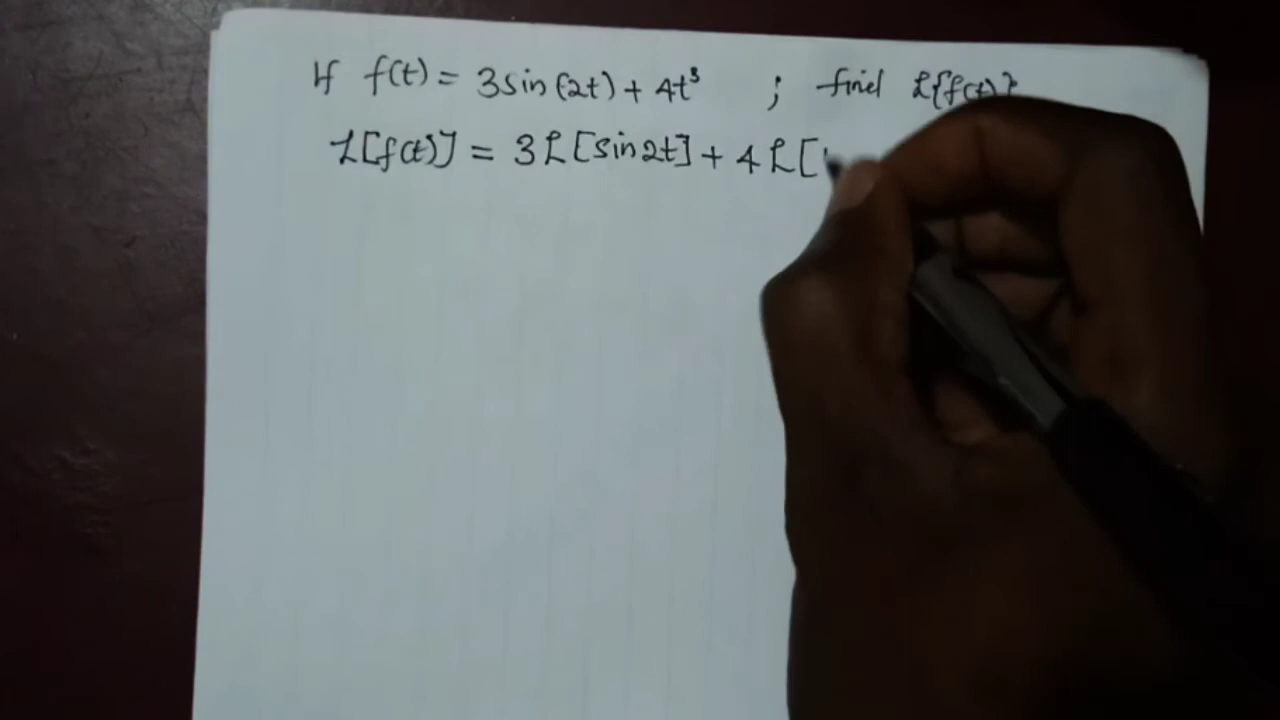 If f(t) = 3sin(2t) + 4t³ ; find ℒ{f(t)}
ℒ[f(t)] = 3ℒ[sin2t] + 4ℒ[